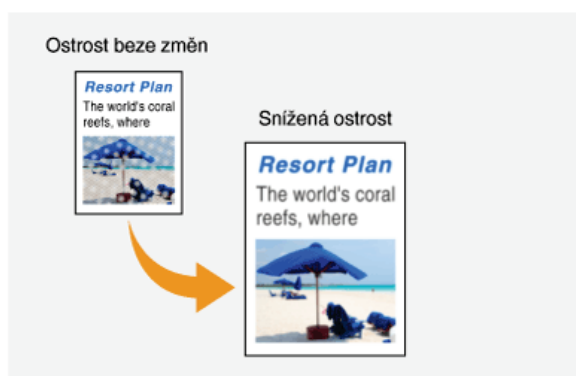 Ostrost beze změn
Resort Plan
The world's coral
reefs, where
Snížená ostrost
Resort Plan
The world's coral
reefs, where